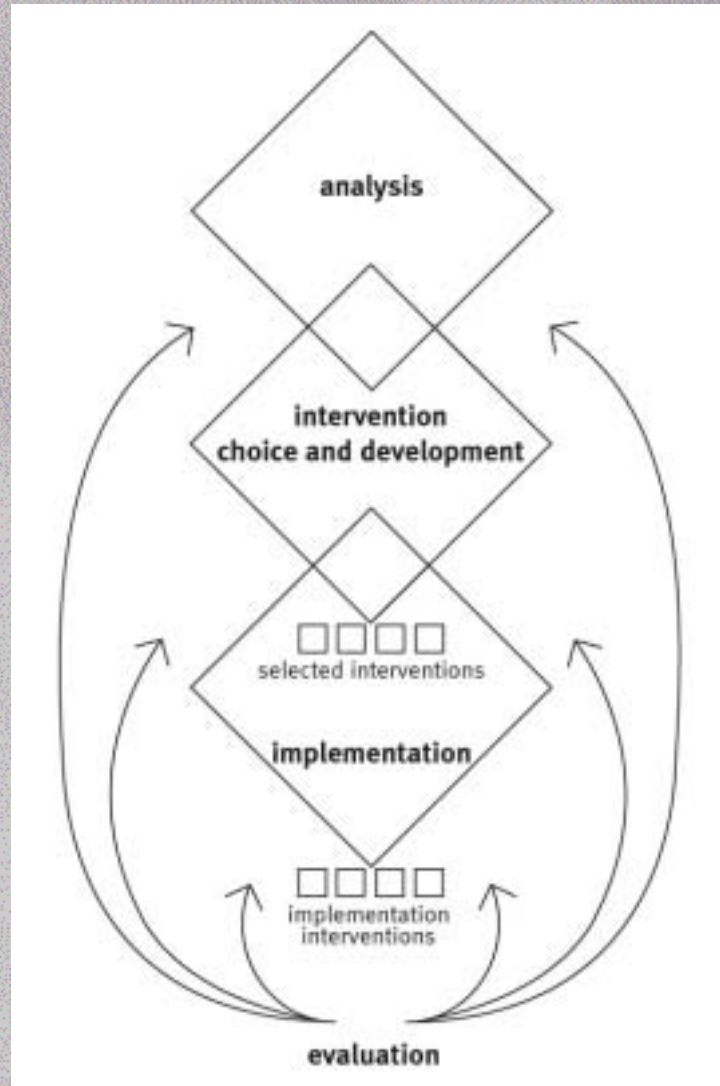 analysis
intervention
choice and development
selected interventions
implementation
implementation
interventions
evaluation